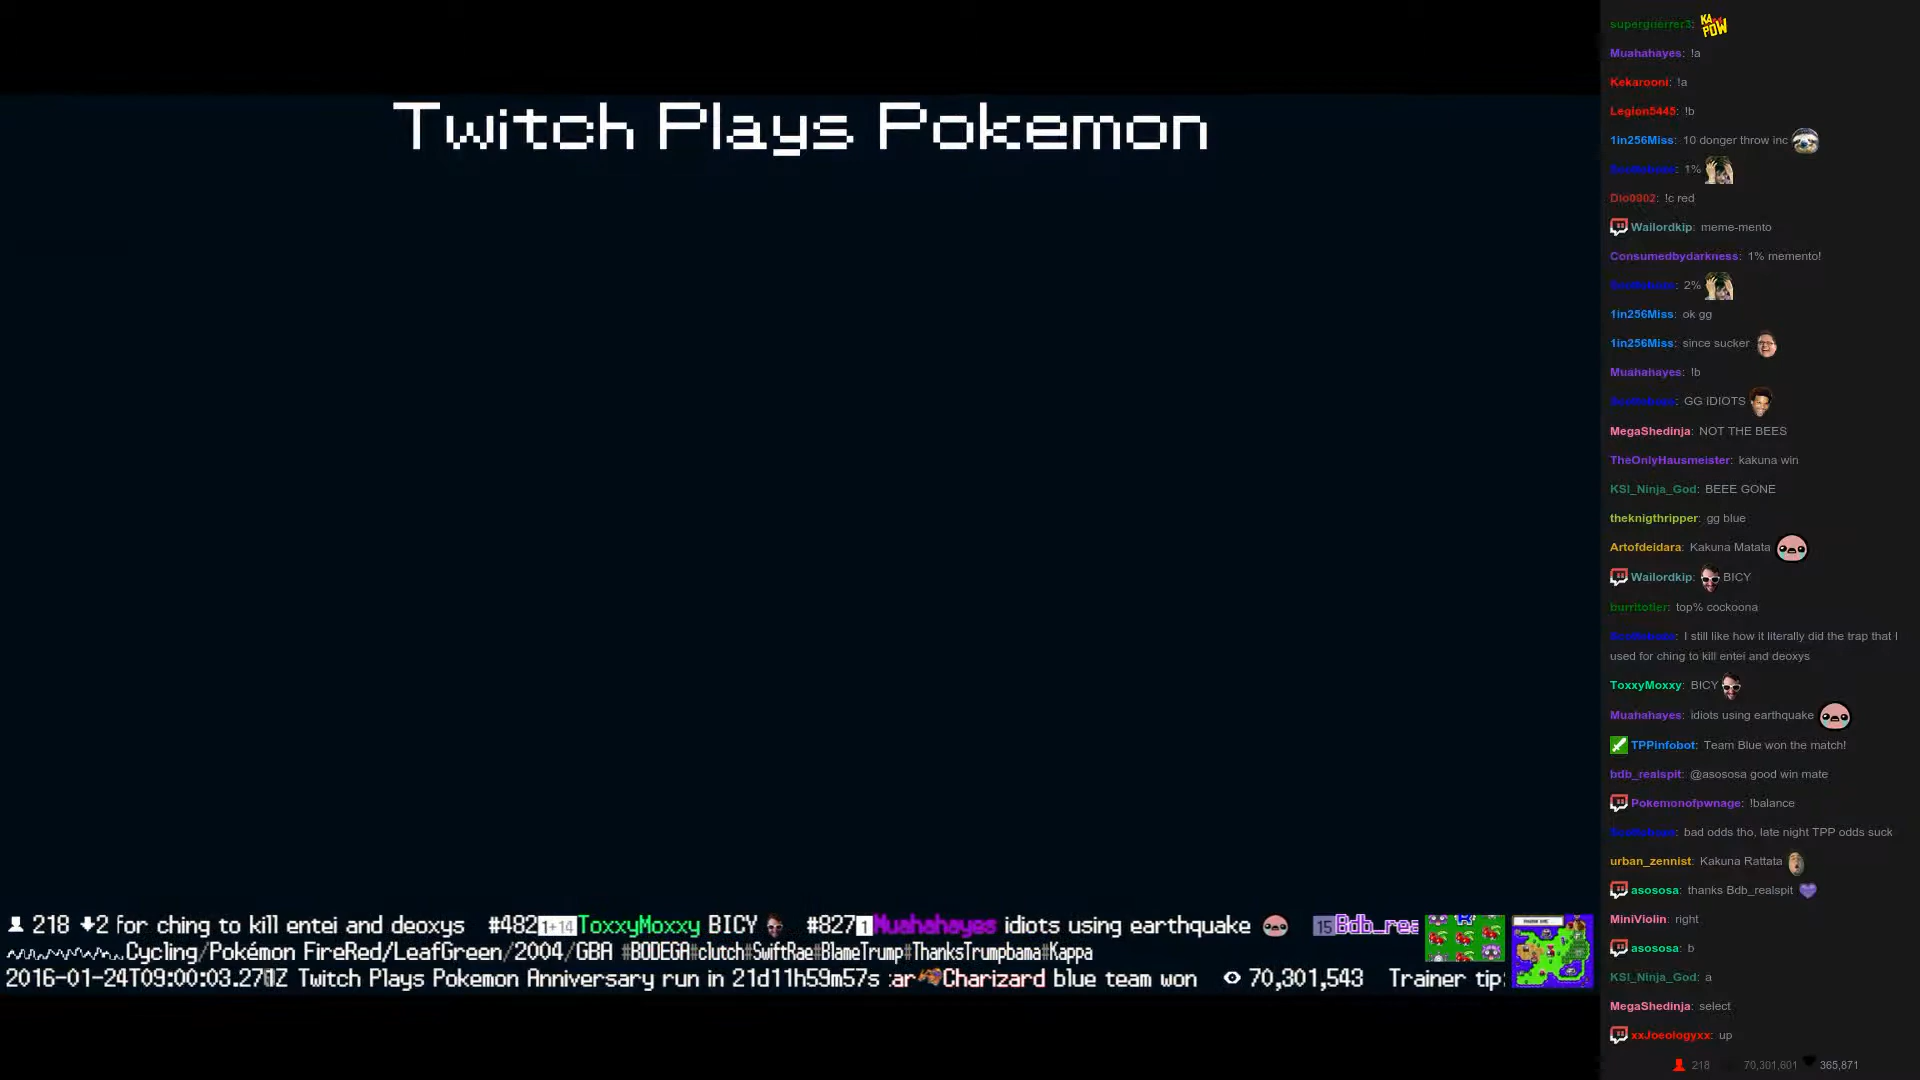 Twitch Plays Pokemon
218 2 for ching to kill entei and deoxys #482 1+14 ToxxyMoxxy BICY #827 1 Muahahayes idiots using earthquake 15 Bdb_rea
Cycling/Pokémon FireRed/LeafGreen/2004/GBA #BODEGA#clutch#SwiftRae#BlameTrump#ThanksTrumpbama#Kappa
Twitch Plays Pokemon Anniversary run in 21d11h59m57s :ar Charizard blue team won 70,301,543 Trainer tip:
superguerrer3: KA POW
Muahahayes: !a
Kekarooni: !a
Legion5445: !b
1in256Miss: 10 donger throw inc
1%
Dio0002: !c red
Wailordkip: meme-mento
Consumedbydarkness: 1% memento!
2%
1in256Miss: ok gg
1in256Miss: since sucker
Muahahayes: !b
GG IDIOTS
MegaShedinja: NOT THE BEES
TheOnlyHausmeister: kakuna win
KSI_Ninja_God: BEEE GONE
theknigthripper: gg blue
Artofdeidara: Kakuna Matata
Wailordkip: BICY
burritotier: top% cockoona
I still like how it literally did the trap that I
used for ching to kill entei and deoxys
ToxxyMoxxy: BICY
Muahahayes: idiots using earthquake
TPPinfobot: Team Blue won the match!
bdb_realspit: @asososa good win mate
Pokemonofpwnage: !balance
bad odds tho, late night TPP odds suck
urban_zennist: Kakuna Rattata
asososa: thanks Bdb_realspit
MiniViolin: right
asososa: b
KSI_Ninja_God: a
MegaShedinja: select
xxJoeologyxx: up
218 70,301,601 365,871